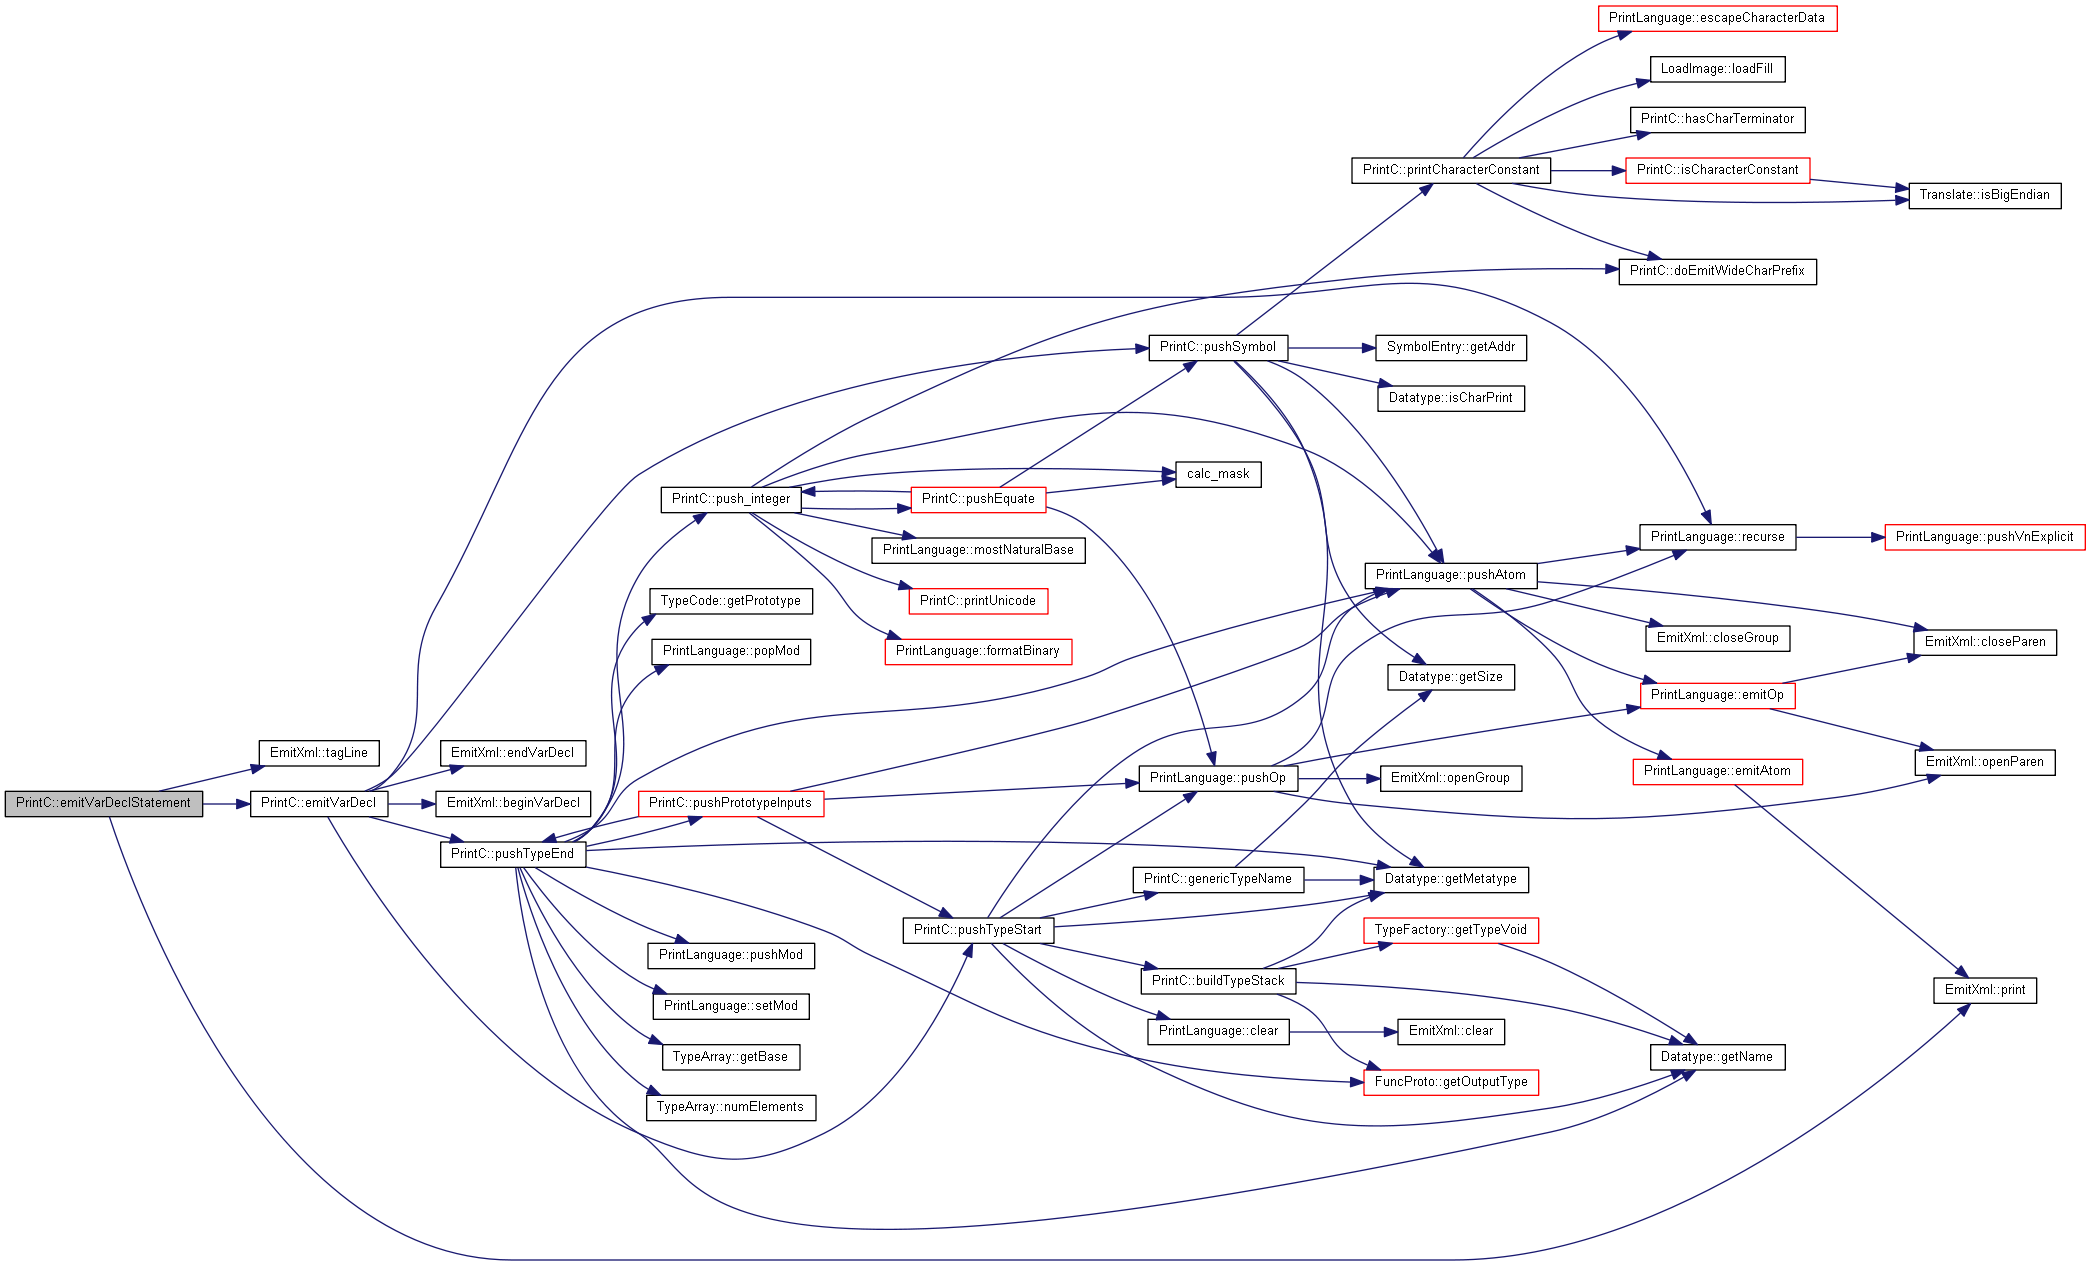 PrintLanguage::escapeCharacterData
LoadImage::loadFill
PrintC::hasCharTerminator
PrintC::printCharacterConstant
PrintC::isCharacterConstant
Translate::isBigEndian
PrintC::doEmitWideCharPrefix
PrintC::pushSymbol
SymbolEntry::getAddr
Datatype::isCharPrint
calc_mask
PrintC::push_integer
PrintC::pushEquate
PrintLanguage::mostNaturalBase
PrintLanguage::recurse
PrintLanguage::pushVnExplicit
PrintLanguage::pushAtom
TypeCode::getPrototype
PrintC::printUnicode
PrintLanguage::popMod
PrintLanguage::formatBinary
EmitXml::closeGroup
EmitXml::closeParen
Datatype::getSize
PrintLanguage::emitOp
EmitXml::tagLine
EmitXml::endVarDecl
PrintLanguage::pushOp
EmitXml::openGroup
PrintLanguage::emitAtom
EmitXml::openParen
PrintC::emitVarDeclStatement
PrintC::emitVarDecl
EmitXml::beginVarDecl
PrintC::pushPrototypeInputs
PrintC::pushTypeEnd
PrintC::genericTypeName
Datatype::getMetatype
PrintC::pushTypeStart
TypeFactory::getTypeVoid
PrintLanguage::pushMod
PrintC::buildTypeStack
EmitXml::print
PrintLanguage::setMod
PrintLanguage::clear
EmitXml::clear
TypeArray::getBase
Datatype::getName
FuncProto::getOutputType
TypeArray::numElements